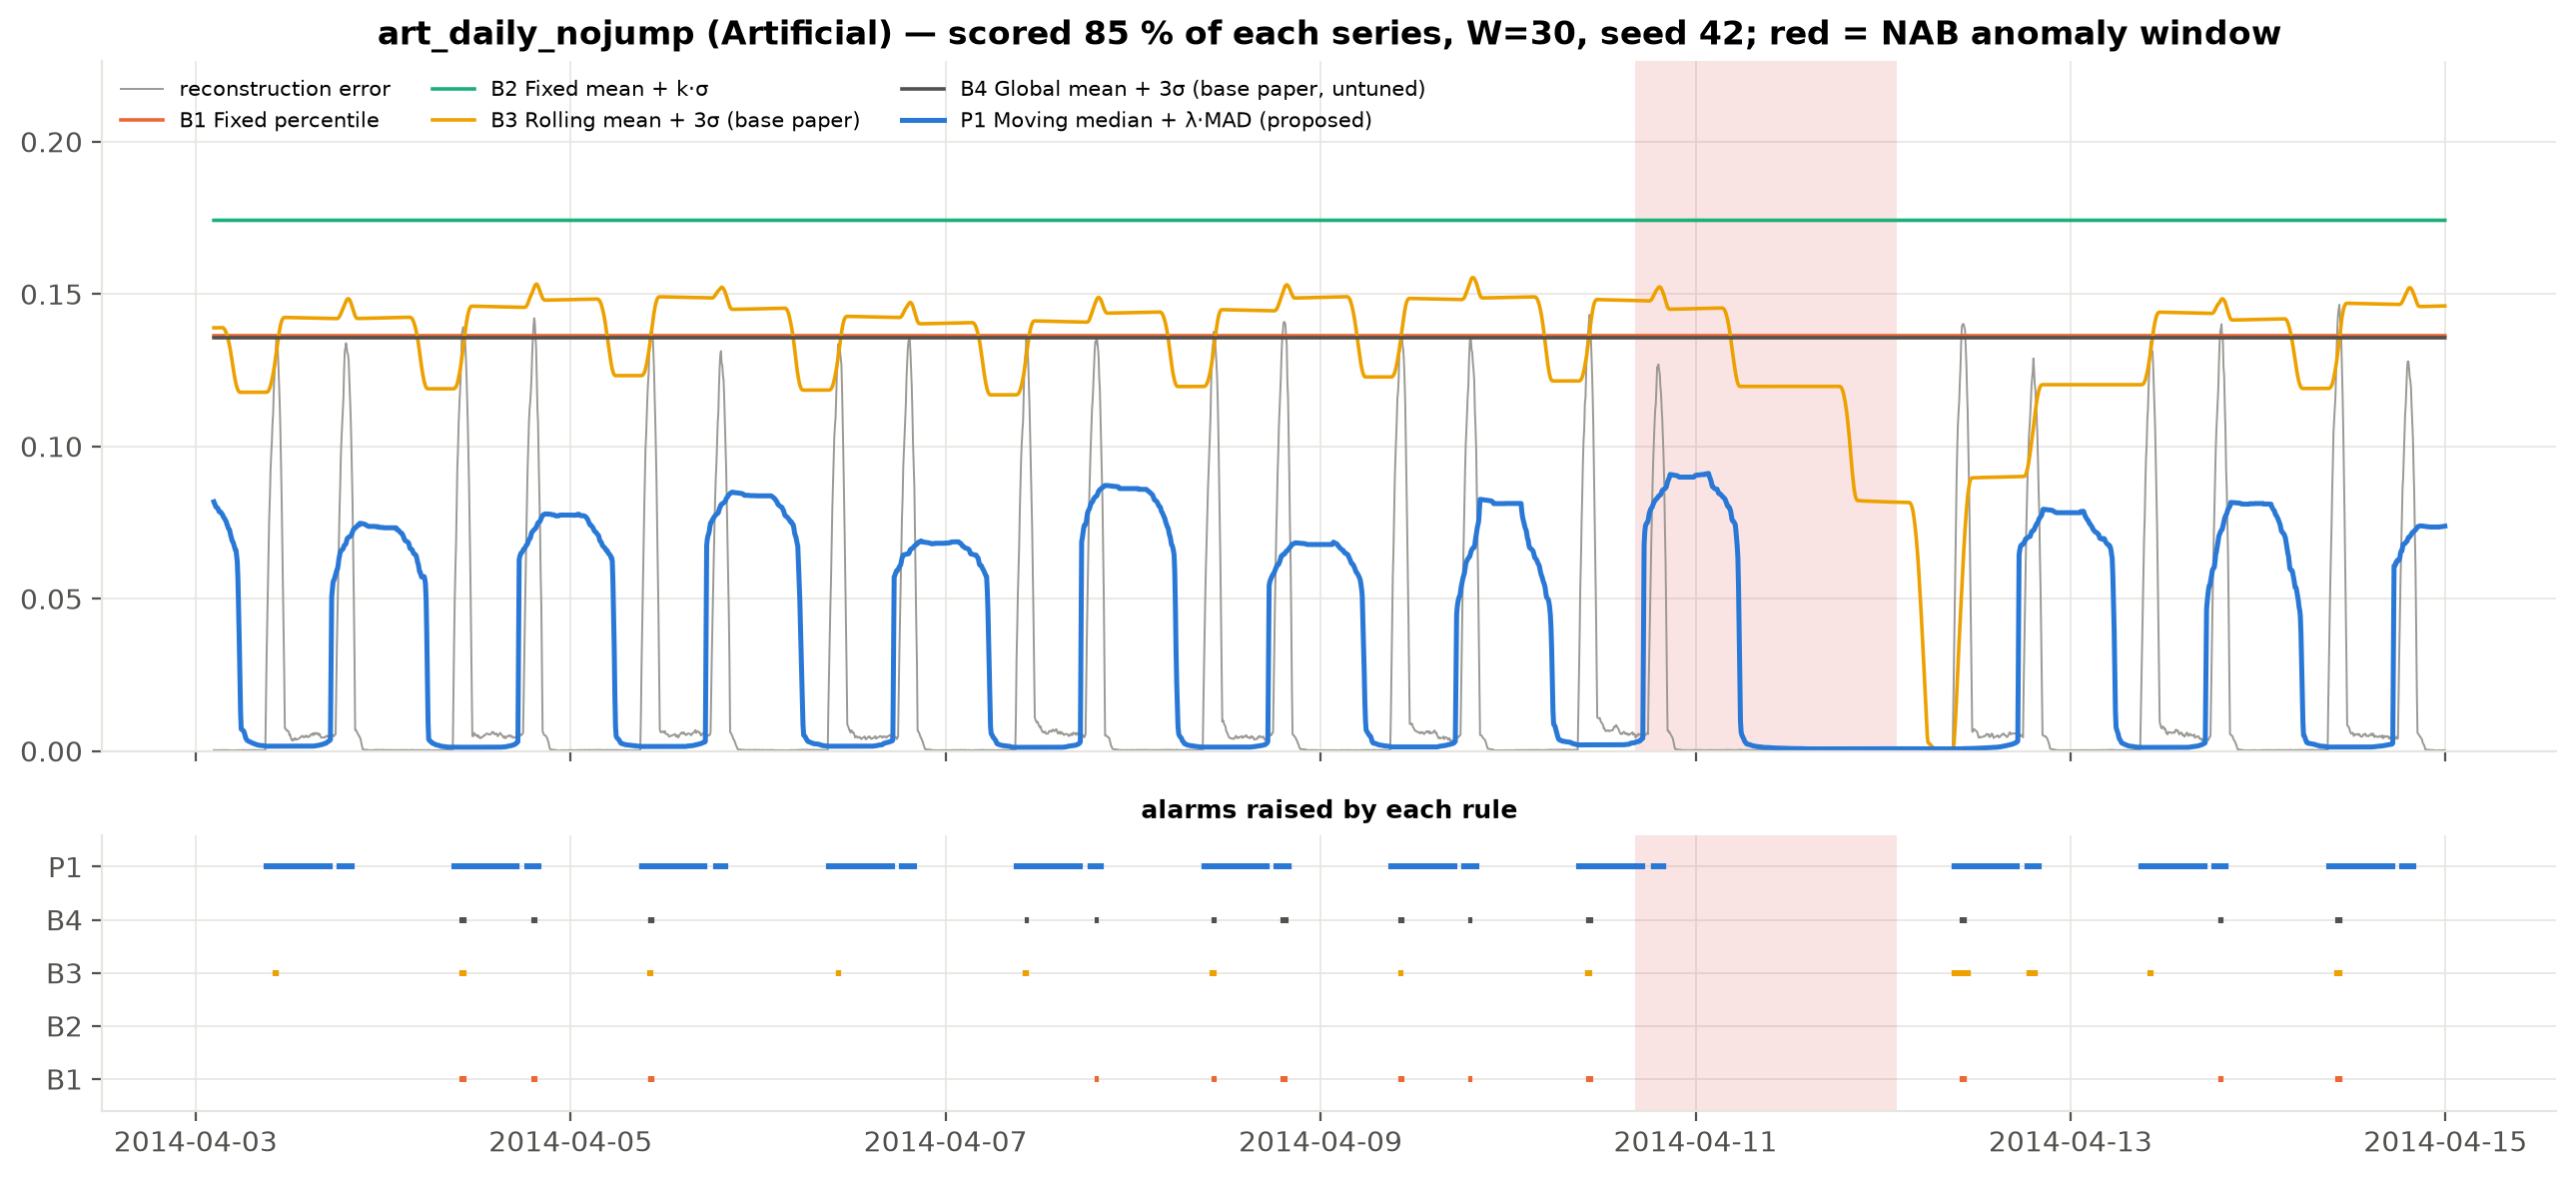 art_daily_nojump (Artificial) — scored 85 % of each series, W=30, seed 42; red = NAB anomaly window
reconstruction error
B1 Fixed percentile
B2 Fixed mean + k·σ
B3 Rolling mean + 3σ (base paper)
B4 Global mean + 3σ (base paper, untuned)
P1 Moving median + λ·MAD (proposed)
0.20
0.15
0.10
0.05
0.00
alarms raised by each rule
P1
B4
B3
B2
B1
2014-04-03
2014-04-05
2014-04-07
2014-04-09
2014-04-11
2014-04-13
2014-04-15